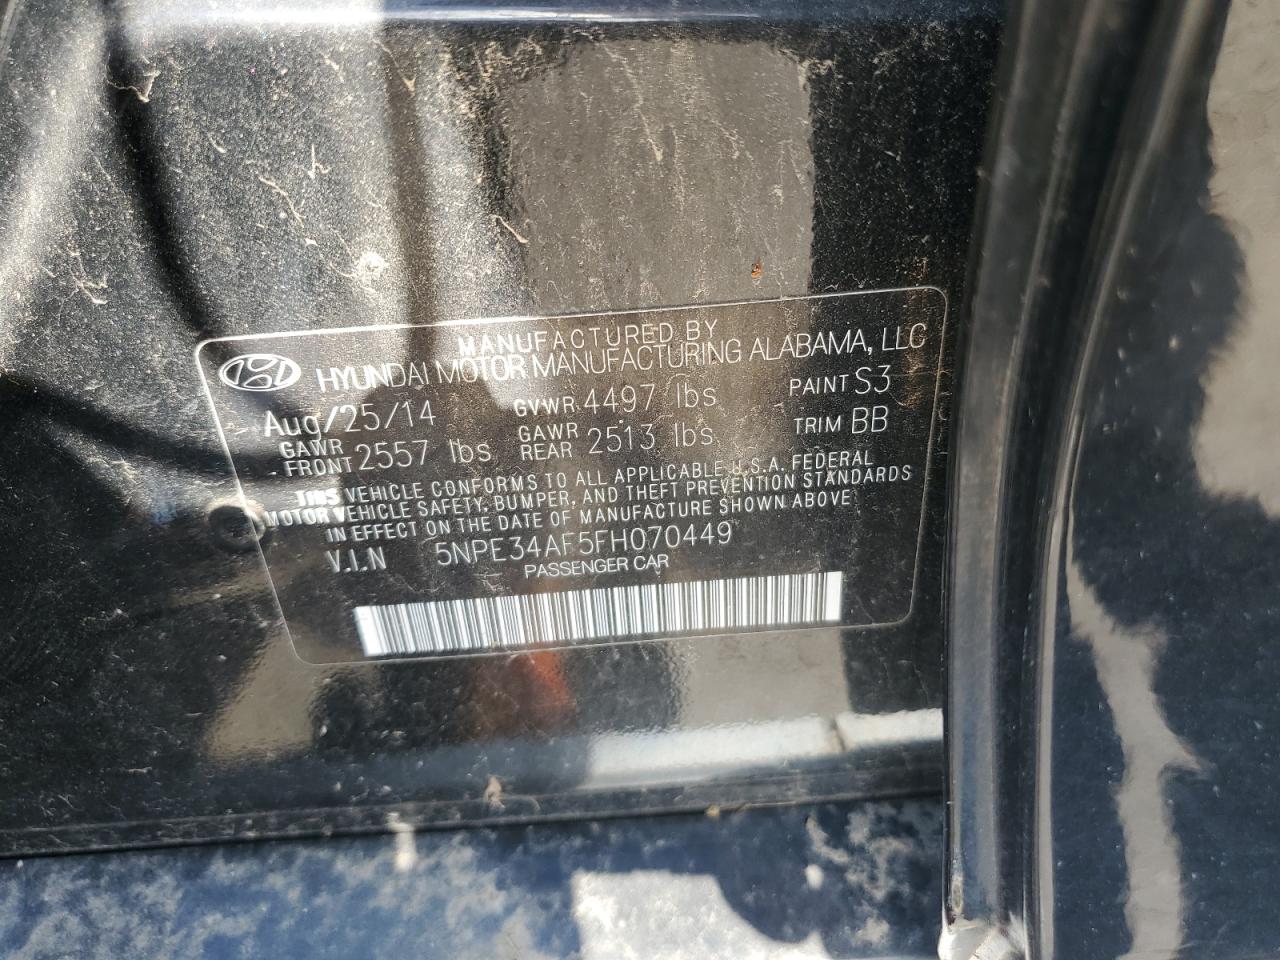 MANUFACTURED BY
HYUNDAI MOTOR MANUFACTURING ALABAMA, LLC
Aug/25/14 GVWR 4497 lbs PAINT S3
GAWR FRONT 2557 lbs GAWR REAR 2513 lbs TRIM BB
THIS VEHICLE CONFORMS TO ALL APPLICABLE U.S.A. FEDERAL
MOTOR VEHICLE SAFETY, BUMPER, AND THEFT PREVENTION STANDARDS
IN EFFECT ON THE DATE OF MANUFACTURE SHOWN ABOVE
V.I.N 5NPE34AF5FH070449
PASSENGER CAR